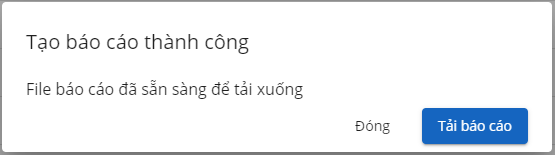 Tạo báo cáo thành công
File báo cáo đã sẵn sàng để tải xuống
Đóng
Tải báo cáo